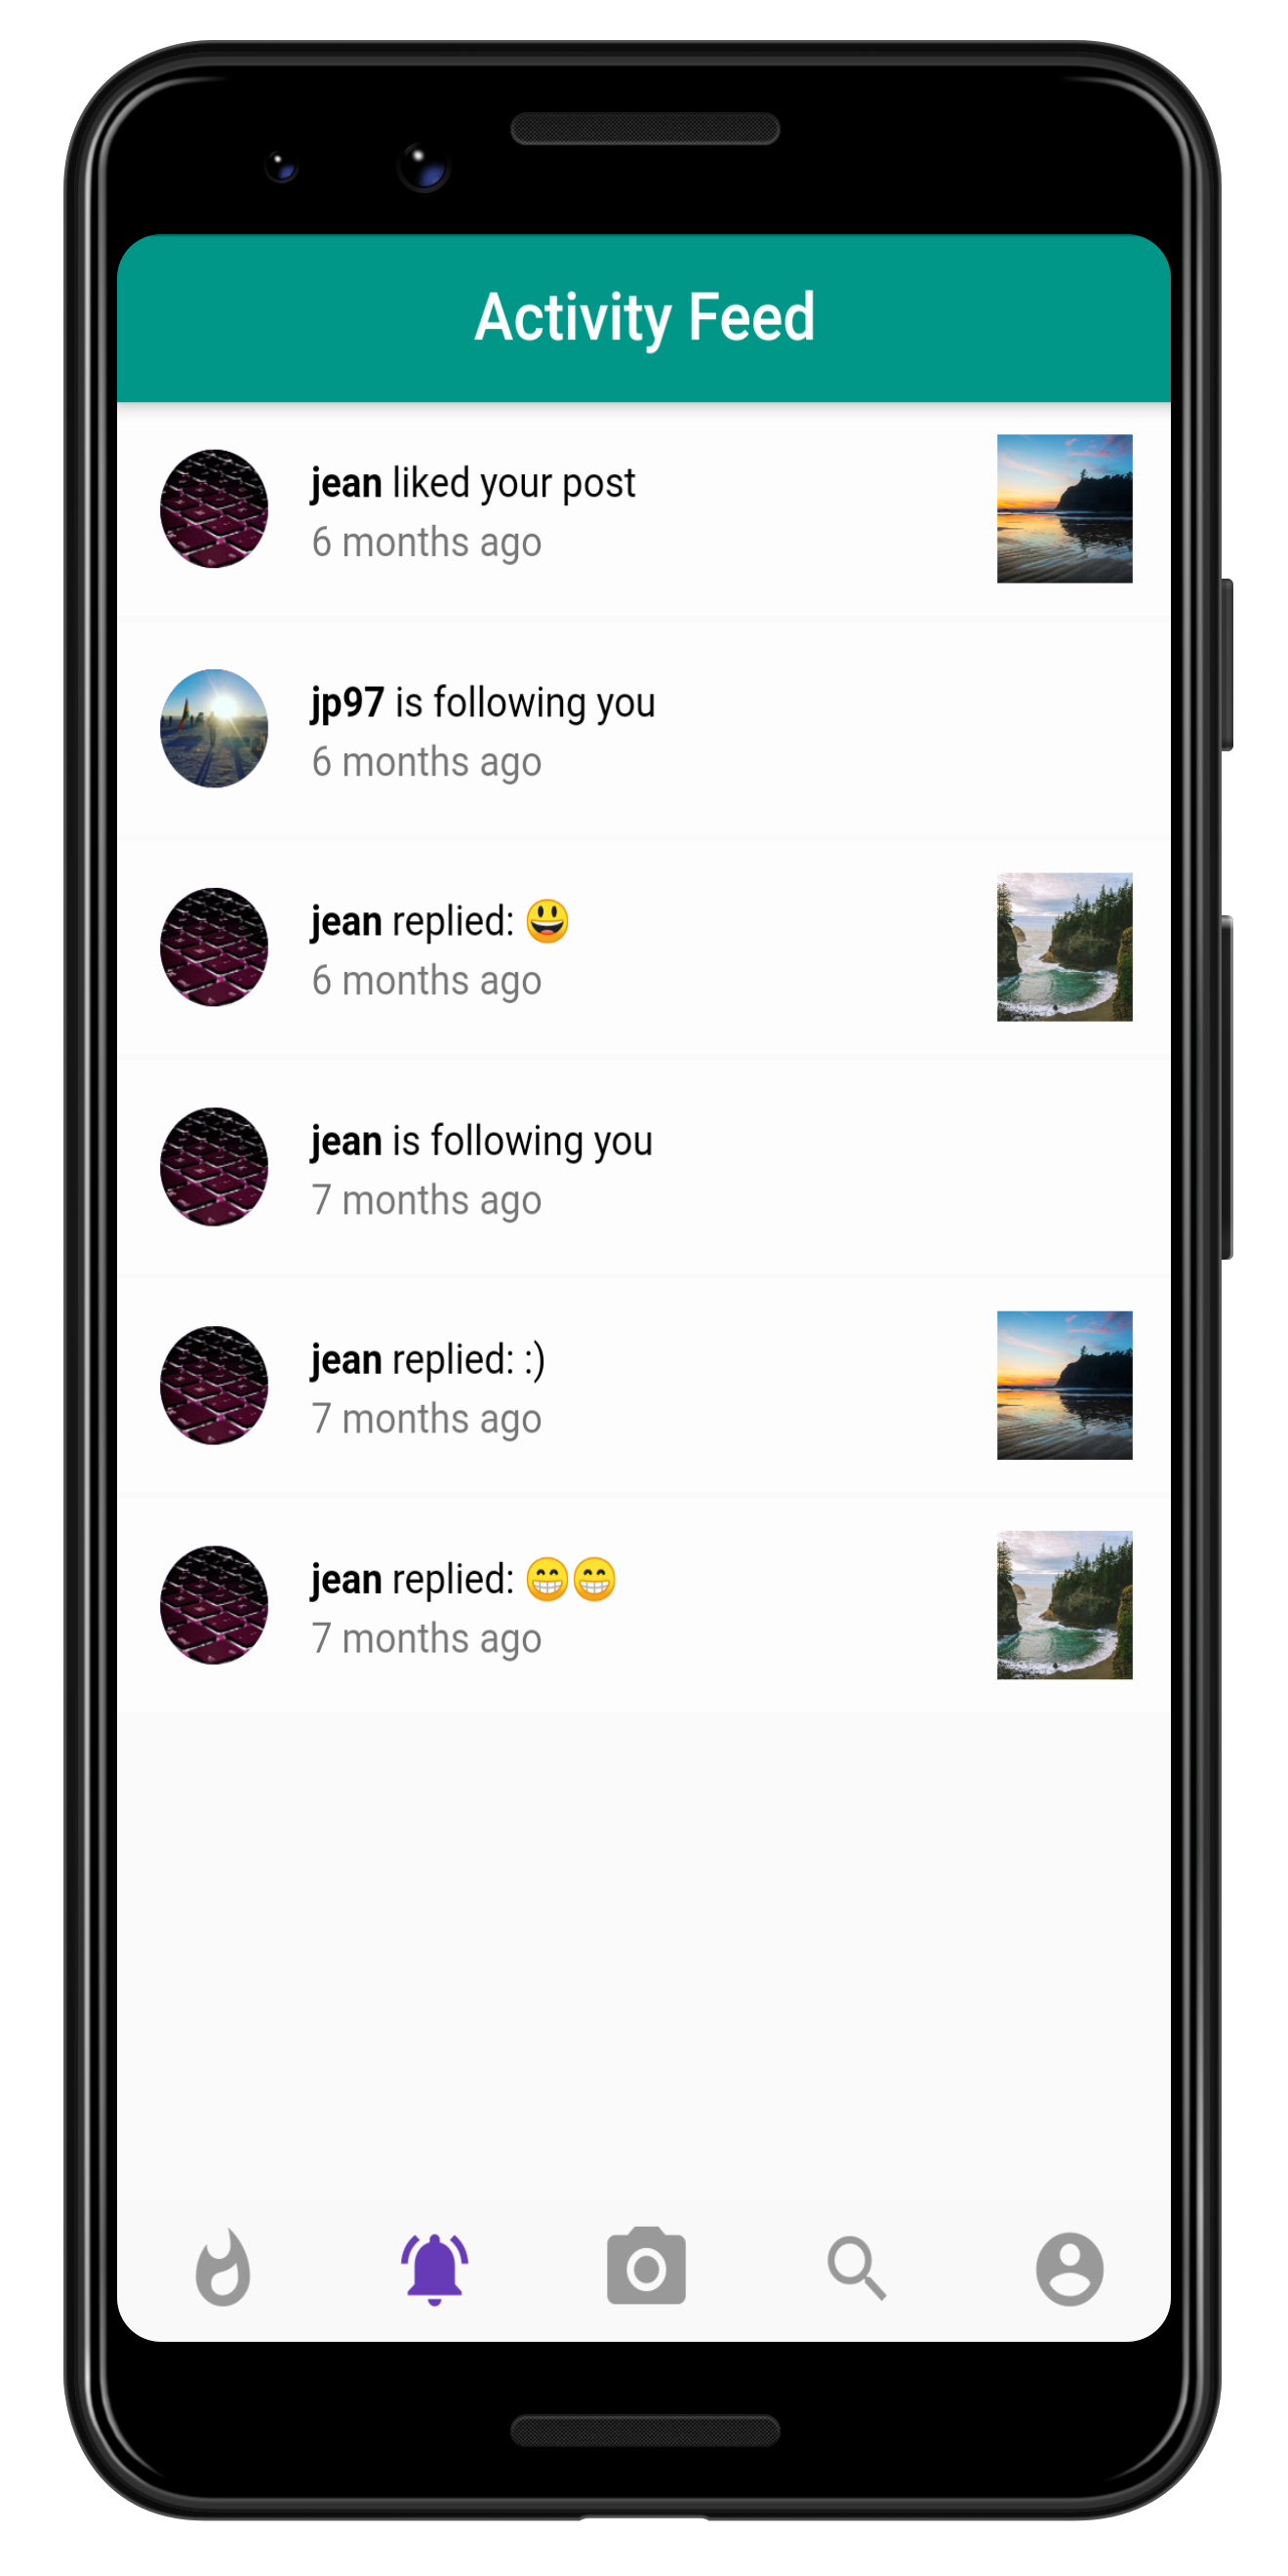 Activity Feed
jean liked your post
6 months ago
jp97 is following you
6 months ago
jean replied: 😃
6 months ago
jean is following you
7 months ago
jean replied: :)
7 months ago
jean replied: 😁😁
7 months ago